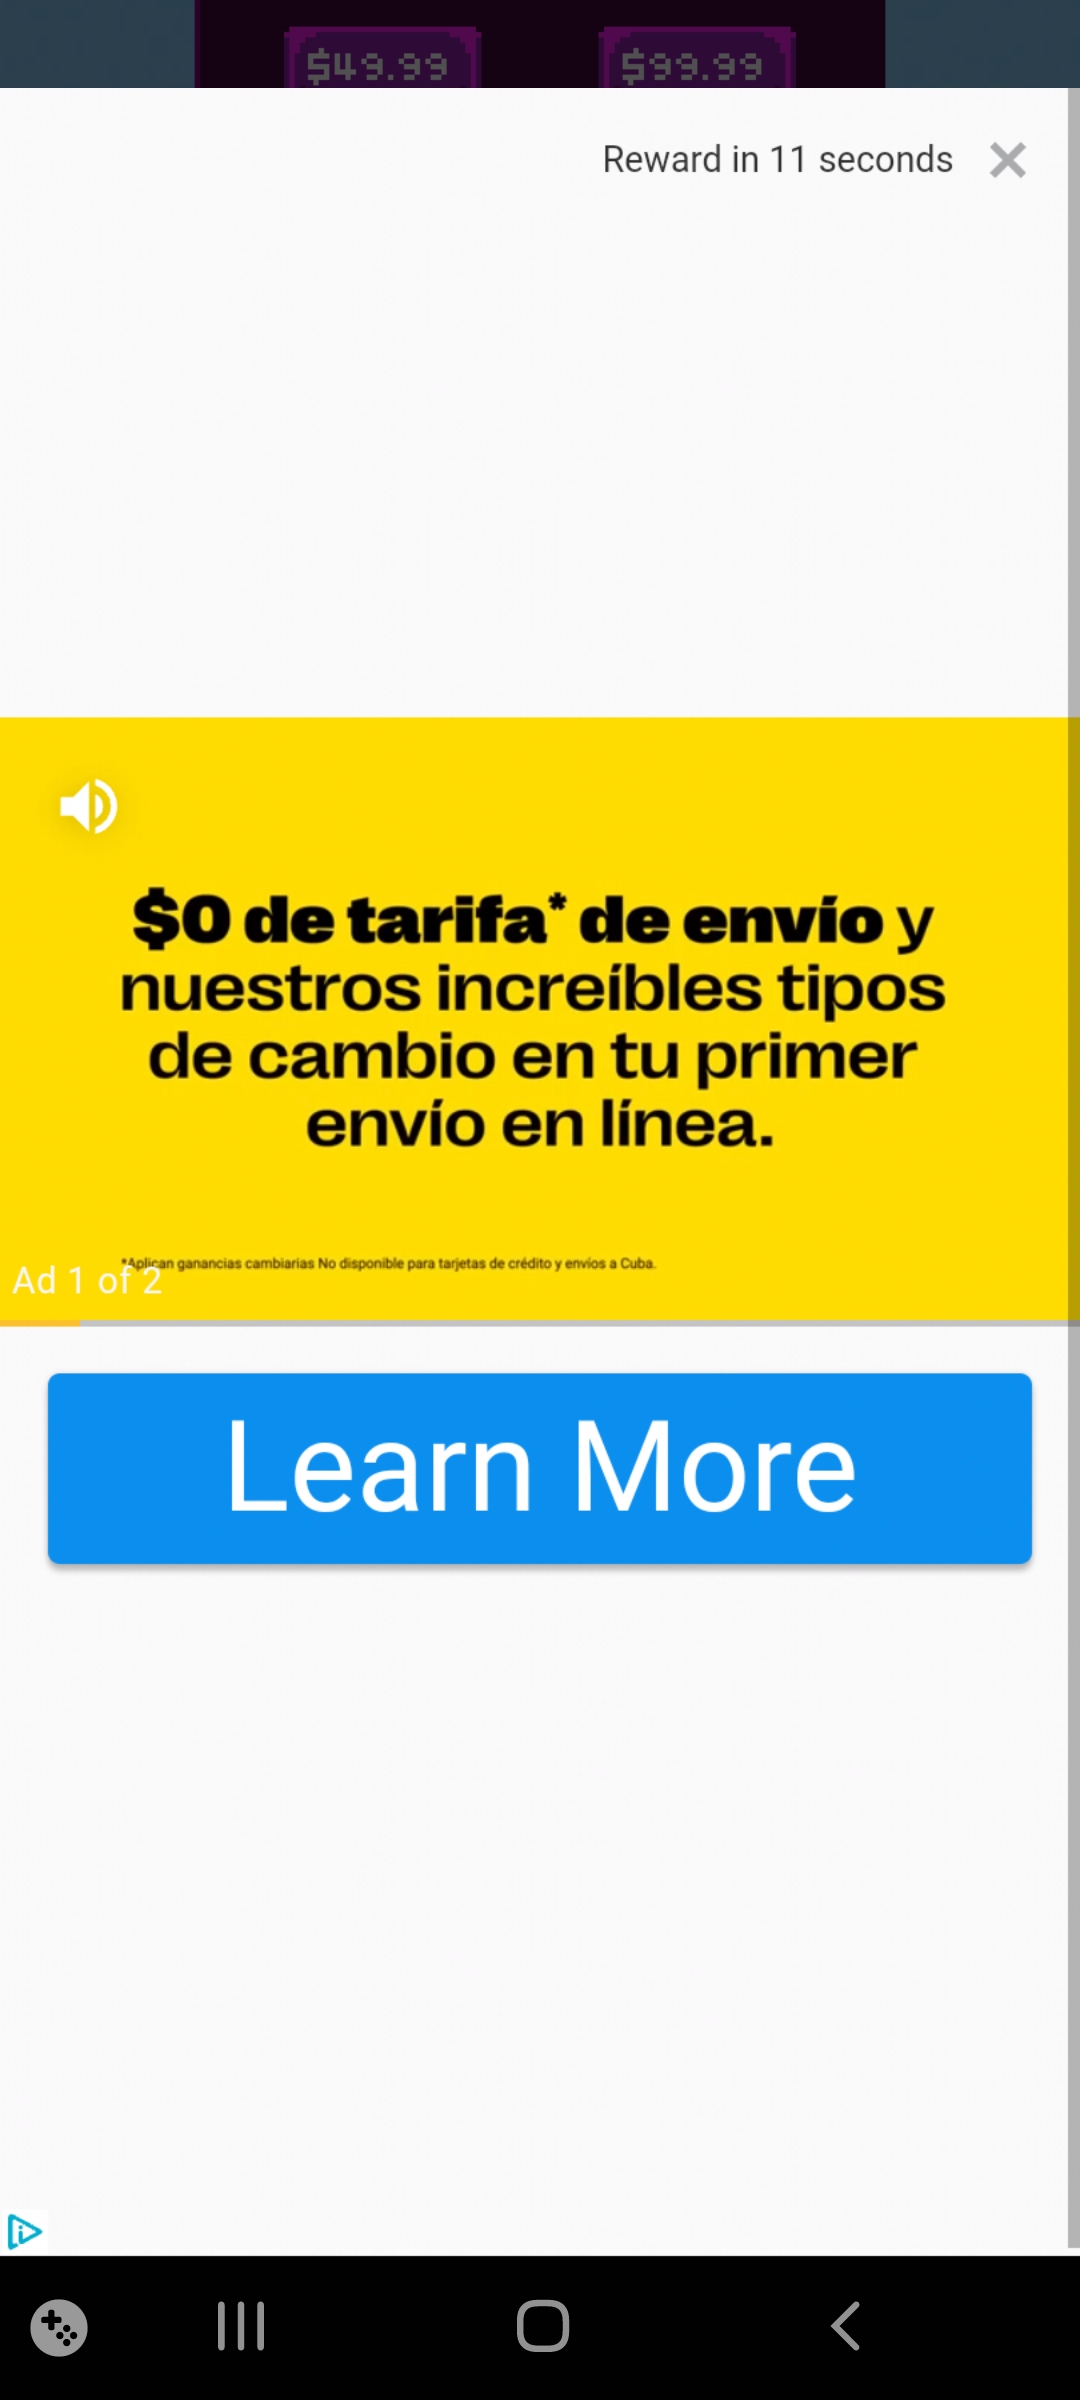 $49.99 $99.99
Reward in 11 seconds
$0 de tarifa* de envío y
nuestros increíbles tipos
de cambio en tu primer
envío en línea.
*Aplican ganancias cambiarias No disponible para tarjetas de crédito y envíos a Cuba.
Ad 1 of 2
Learn More